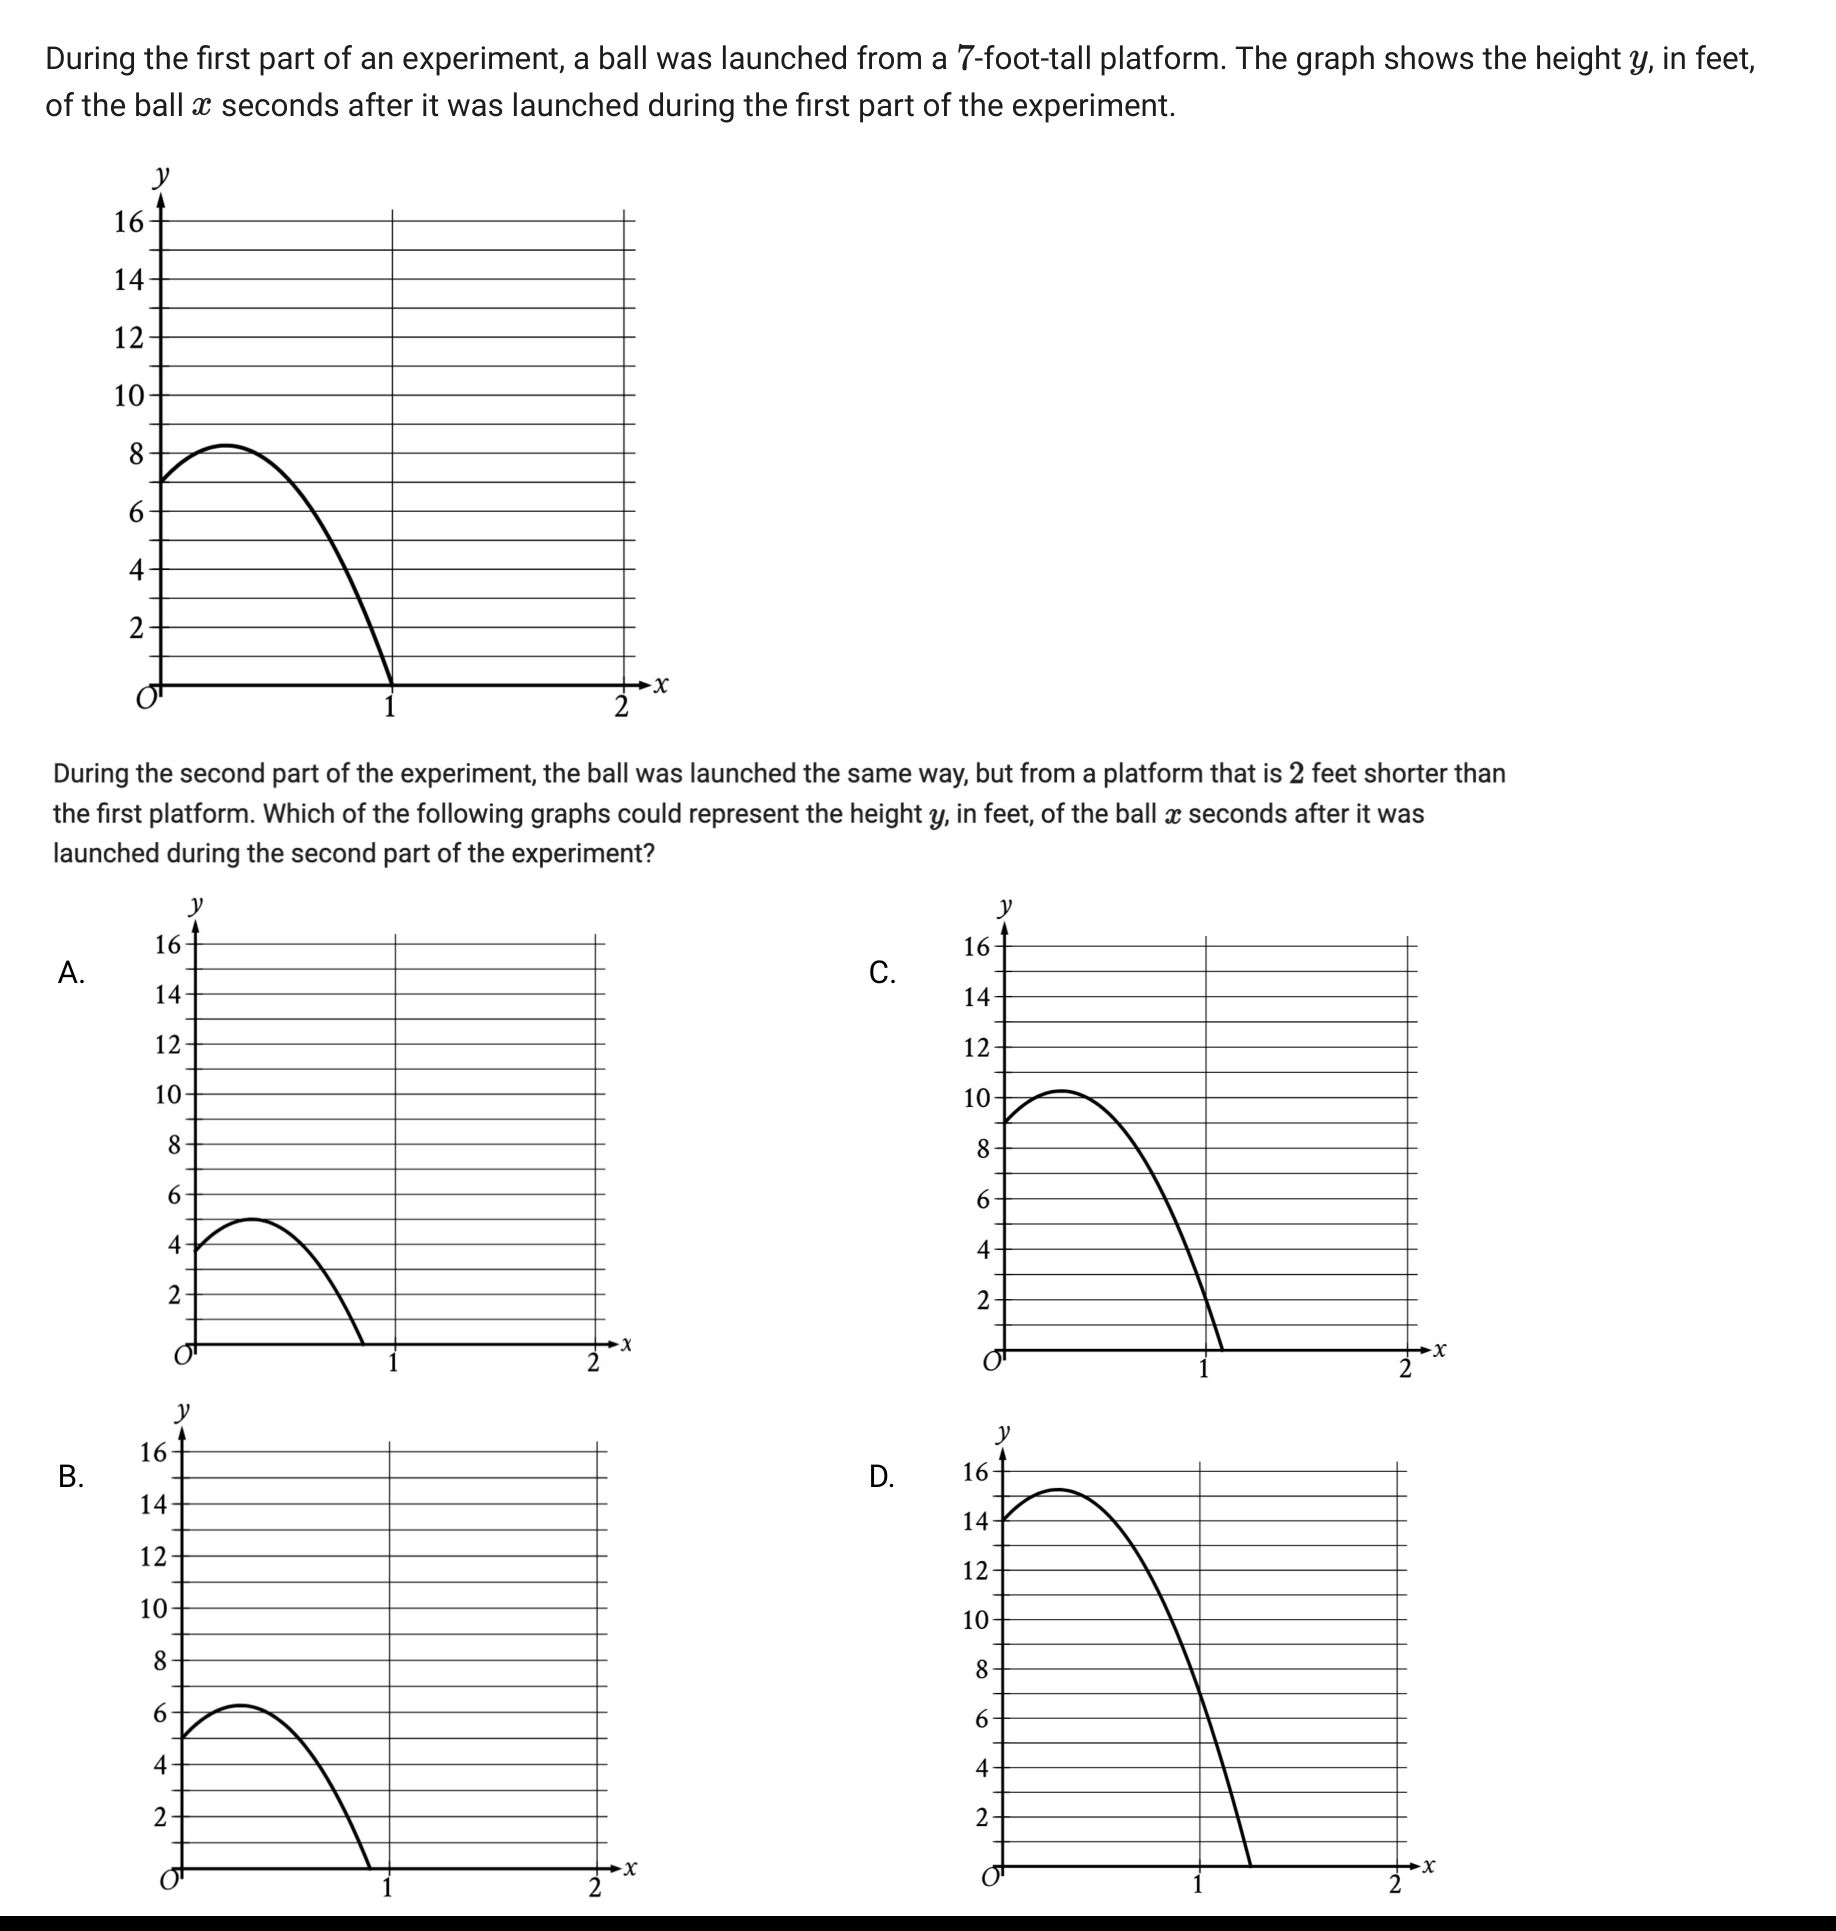 During the first part of an experiment, a ball was launched from a 7-foot-tall platform. The graph shows the height y, in feet,
of the ball x seconds after it was launched during the first part of the experiment.
y
16
14
12
10
8
6
4
2
O
1
2
x
During the second part of the experiment, the ball was launched the same way, but from a platform that is 2 feet shorter than
the first platform. Which of the following graphs could represent the height y, in feet, of the ball x seconds after it was
launched during the second part of the experiment?
A.
y
16
14
12
10
8
6
4
2
O
1
2
x
B.
y
16
14
12
10
8
6
4
2
O
1
2
x
C.
y
16
14
12
10
8
6
4
2
O
1
2
x
D.
y
16
14
12
10
8
6
4
2
O
1
2
x